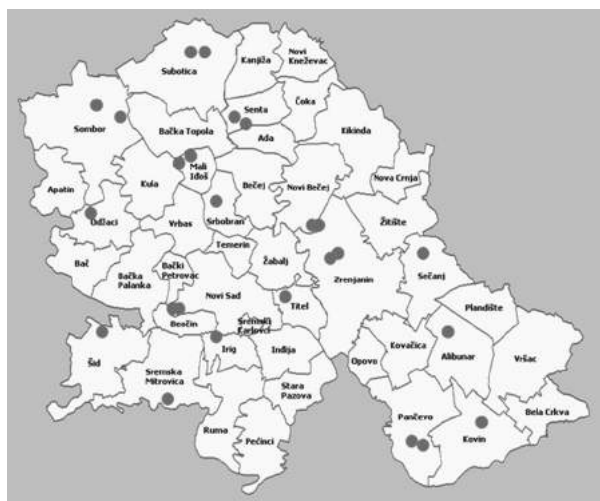 Subotica
Kanjiža
Novi
Kneževac
Sombor
Senta
Čoka
Bačka Topola
Ada
Kikinda
Apatin
Kula
Mali
Iđoš
Bečej
Novi Bečej
Nova Crnja
Odžaci
Vrbas
Srbobran
Žitište
Temerin
Bač
Bačka
Palanka
Bački
Petrovac
Žabalj
Zrenjanin
Sečanj
Novi Sad
Titel
Plandište
Beočin
Sremski
Karlovci
Šid
Irig
Inđija
Opovo
Kovačica
Alibunar
Vršac
Sremska
Mitrovica
Stara
Pazova
Ruma
Pećinci
Pančevo
Kovin
Bela Crkva